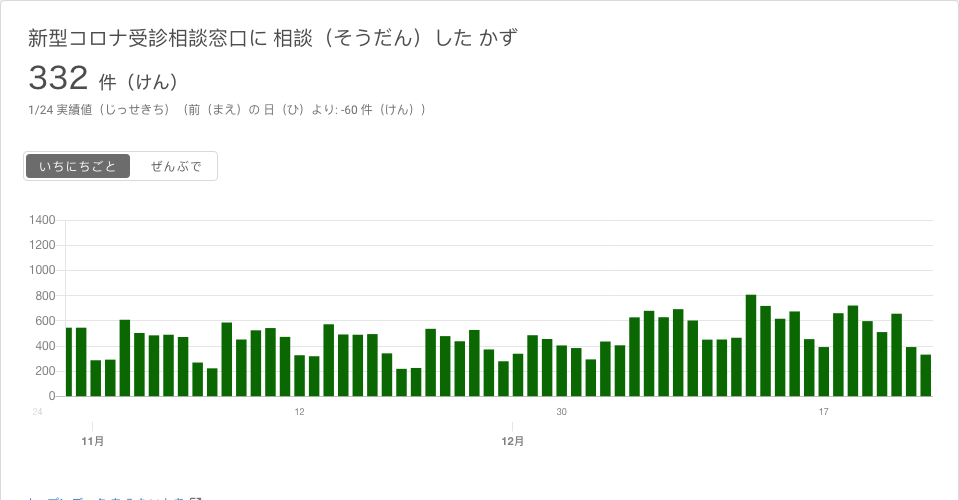 新型コロナ受診相談窓口に 相談（そうだん）した かず
332 件（けん）
1/24 実績値（じっせきち）（前（まえ）の 日（ひ）より: -60 件（けん））
いちにちごと ぜんぶで
1400
1200
1000
800
600
400
200
0
24 12 30 17
11月 12月